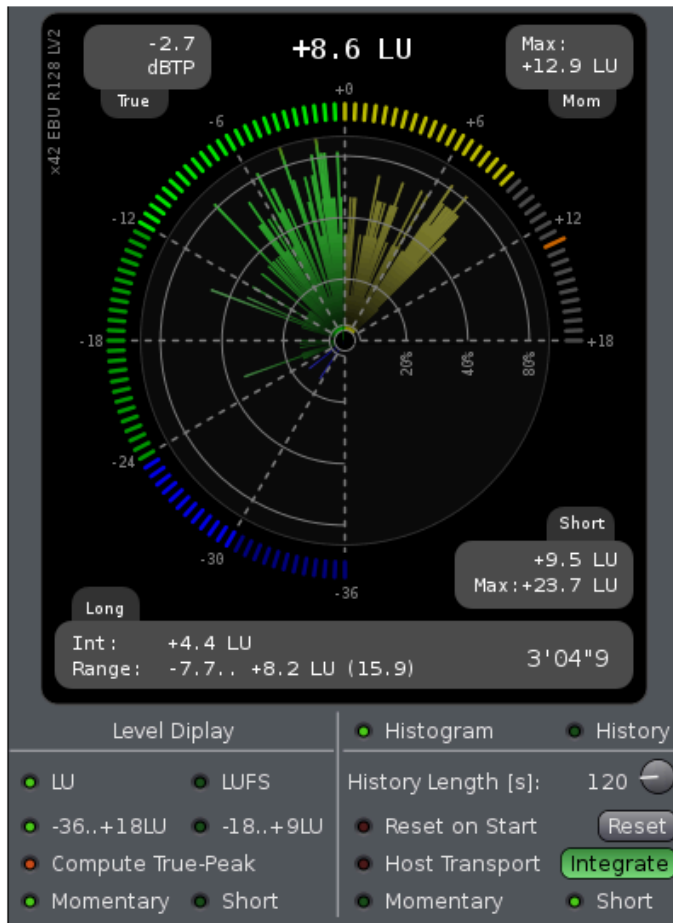 x42 EBU R128 LV2
-2.7
dBTP
True
+8.6 LU
Max:
+12.9 LU
Mom
+0
-6
+6
-12
+12
-18
+18
20%
40%
80%
-24
-30
-36
Short
+9.5 LU
Max:+23.7 LU
Long
Int: +4.4 LU
Range: -7.7.. +8.2 LU (15.9)
3'04"9
Level Diplay
Histogram
History
LU
LUFS
History Length [s]: 120
-36..+18LU
-18..+9LU
Reset on Start
Reset
Compute True-Peak
Host Transport
Integrate
Momentary
Short
Momentary
Short